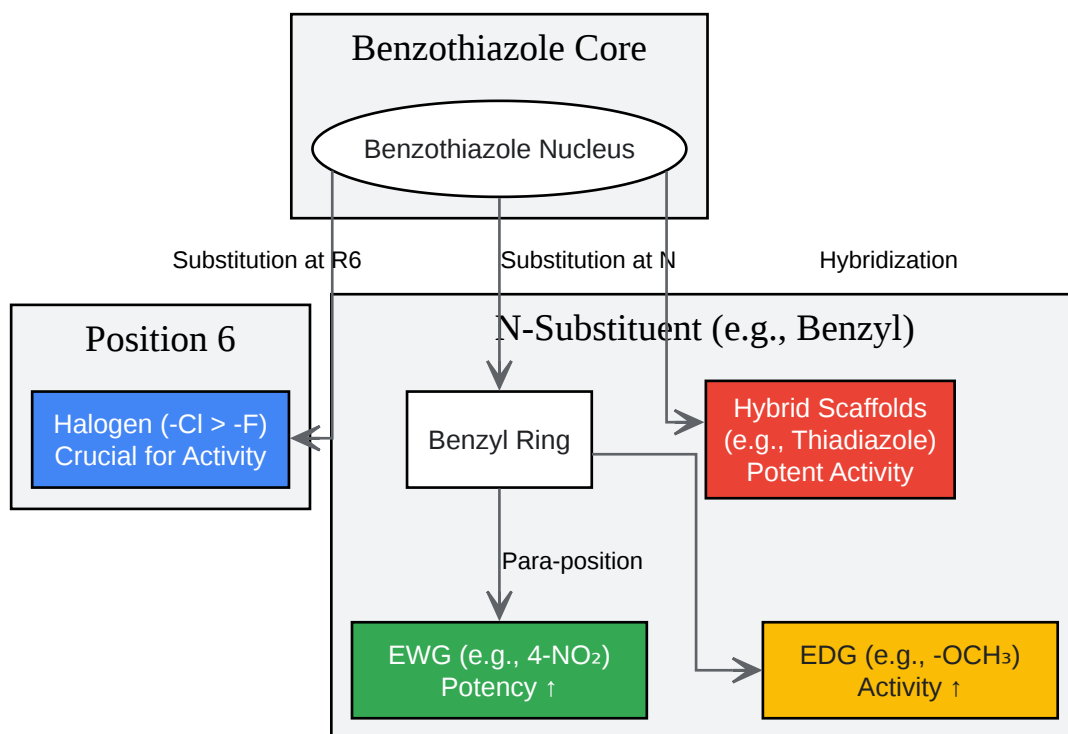 Benzothiazole Core
Benzothiazole Nucleus
Substitution at R6
Substitution at N
Hybridization
Position 6
N-Substituent (e.g., Benzyl)
Halogen (-Cl > -F)
Crucial for Activity
Benzyl Ring
Hybrid Scaffolds
(e.g., Thiadiazole)
Potent Activity
Para-position
EWG (e.g., 4-NO₂)
Potency ↑
EDG (e.g., -OCH₃)
Activity ↑